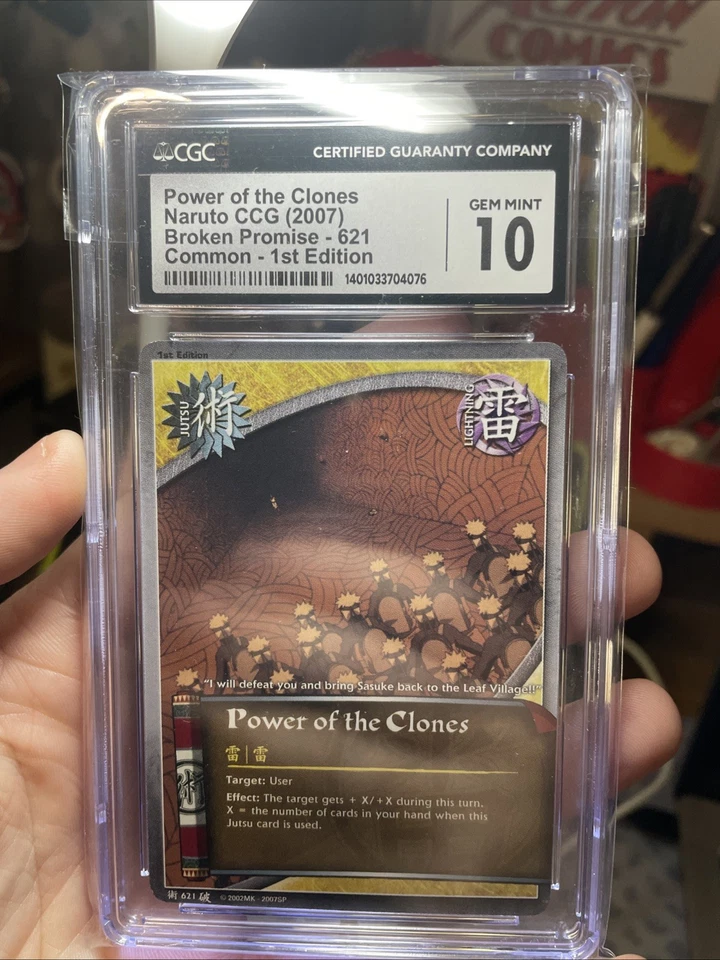 ACTION
COMICS
CGC
CERTIFIED GUARANTY COMPANY
Power of the Clones
Naruto CCG (2007)
Broken Promise - 621
Common - 1st Edition
GEM MINT
10
1401033704076
1st Edition
JUTSU
術
LIGHTNING
雷
"I will defeat you and bring Sasuke back to the Leaf Village!!"
Power of the Clones
雷 | 雷
Target: User
Effect: The target gets + X/+X during this turn.
X = the number of cards in your hand when this
Jutsu card is used.
術
術 621 破 © 2002MK - 2007SP